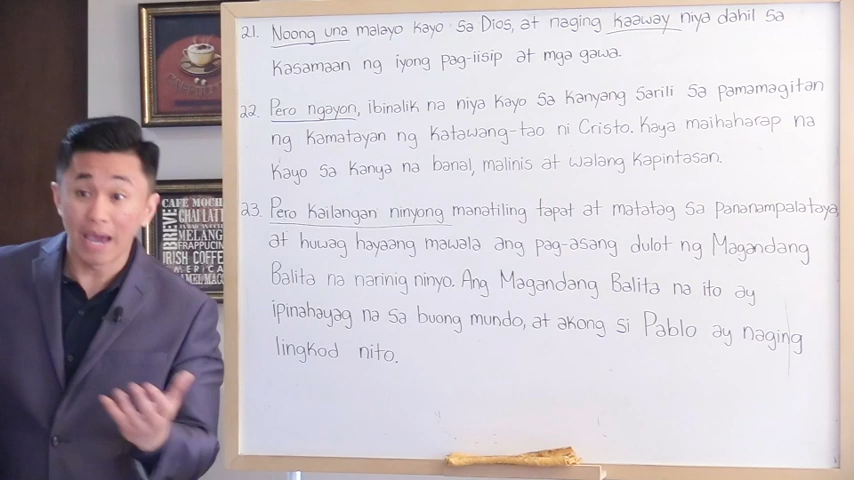 21. Noong una malayo kayo sa Dios, at naging kaaway niya dahil sa
kasamaan ng iyong pag-iisip at mga gawa.
22. Pero ngayon, ibinalik na niya kayo sa kanyang sarili sa pamamagitan
ng kamatayan ng katawang-tao ni Cristo. Kaya maihaharap na
kayo sa kanya na banal, malinis at walang kapintasan.
23. Pero kailangan ninyong manatiling tapat at matatag sa pananampalataya,
at huwag hayaang mawala ang pag-asang dulot ng Magandang
Balita na narinig ninyo. Ang Magandang Balita na ito ay
ipinahayag na sa buong mundo, at akong si Pablo ay naging
lingkod nito.
CAFE MOCH
BREVE
CHAI LATT
MELANG
FRAPPUCCIN
IRISH COFFE